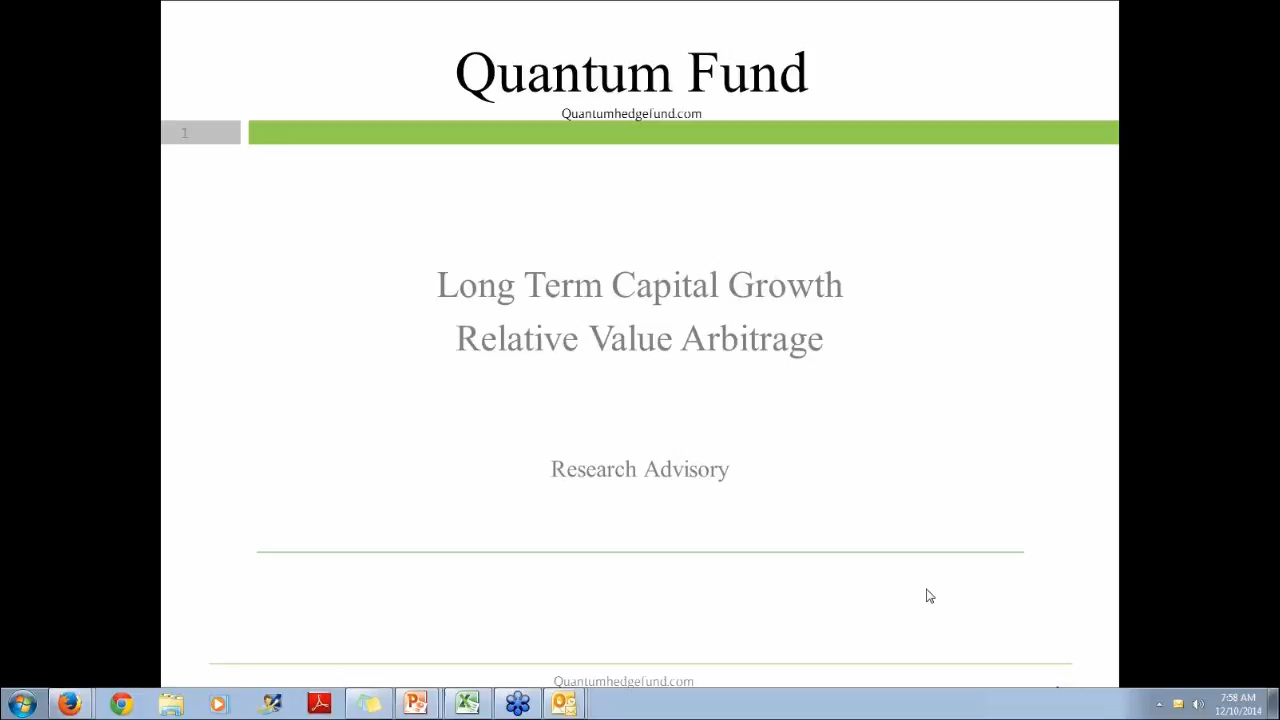 Quantum Fund
Quantumhedgefund.com
1
Long Term Capital Growth
Relative Value Arbitrage
Research Advisory
Quantumhedgefund.com
7:58 AM
12/10/2014